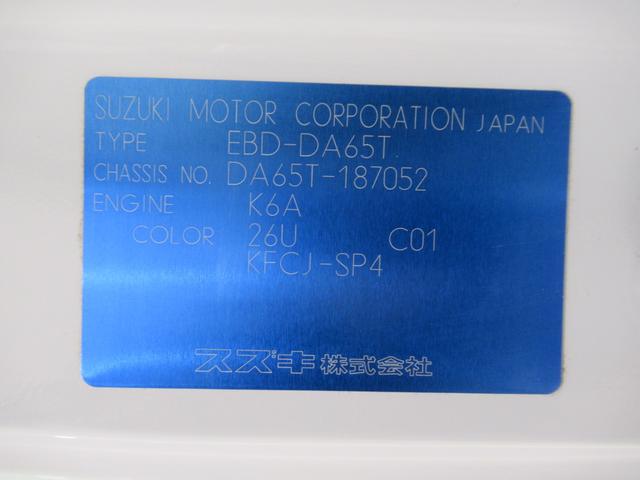 SUZUKI MOTOR CORPORATION JAPAN
TYPE EBD-DA65T
CHASSIS NO. DA65T-187052
ENGINE K6A
COLOR 26U C01
KFCJ-SP4
スズキ株式会社